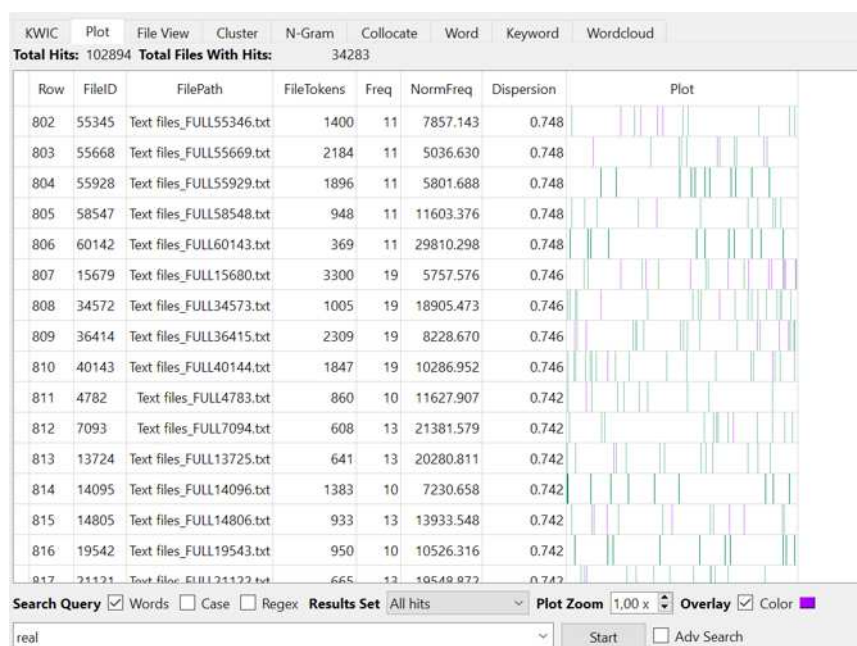 KWIC Plot File View Cluster N-Gram Collocate Word Keyword Wordcloud
Total Hits: 102894 Total Files With Hits: 34283
Row FileID FilePath FileTokens Freq NormFreq Dispersion Plot
802 55345 Text files_FULL55346.txt 1400 11 7857.143 0.748
803 55668 Text files_FULL55669.txt 2184 11 5036.630 0.748
804 55928 Text files_FULL55929.txt 1896 11 5801.688 0.748
805 58547 Text files_FULL58548.txt 948 11 11603.376 0.748
806 60142 Text files_FULL60143.txt 369 11 29810.298 0.748
807 15679 Text files_FULL15680.txt 3300 19 5757.576 0.746
808 34572 Text files_FULL34573.txt 1005 19 18905.473 0.746
809 36414 Text files_FULL36415.txt 2309 19 8228.670 0.746
810 40143 Text files_FULL40144.txt 1847 19 10286.952 0.746
811 4782 Text files_FULL4783.txt 860 10 11627.907 0.742
812 7093 Text files_FULL7094.txt 608 13 21381.579 0.742
813 13724 Text files_FULL13725.txt 641 13 20280.811 0.742
814 14095 Text files_FULL14096.txt 1383 10 7230.658 0.742
815 14805 Text files_FULL14806.txt 933 13 13933.548 0.742
816 19542 Text files_FULL19543.txt 950 10 10526.316 0.742
817 21121 Text files_FULL21122.txt 665 13 19548.872 0.742
Search Query Words Case Regex Results Set All hits Plot Zoom 1,00 x Overlay Color
real Start Adv Search